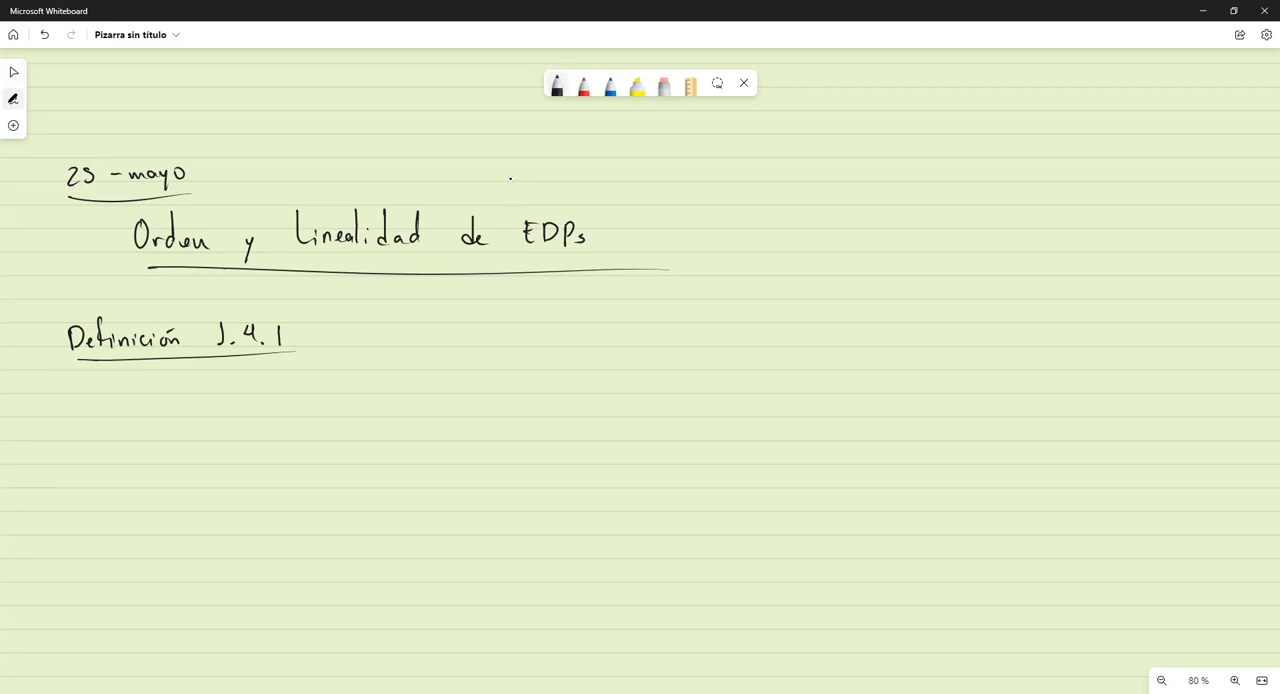 Microsoft Whiteboard
Pizarra sin título
25 - mayo
Orden y Linealidad de EDPs
Definición 1.4.1
80 %